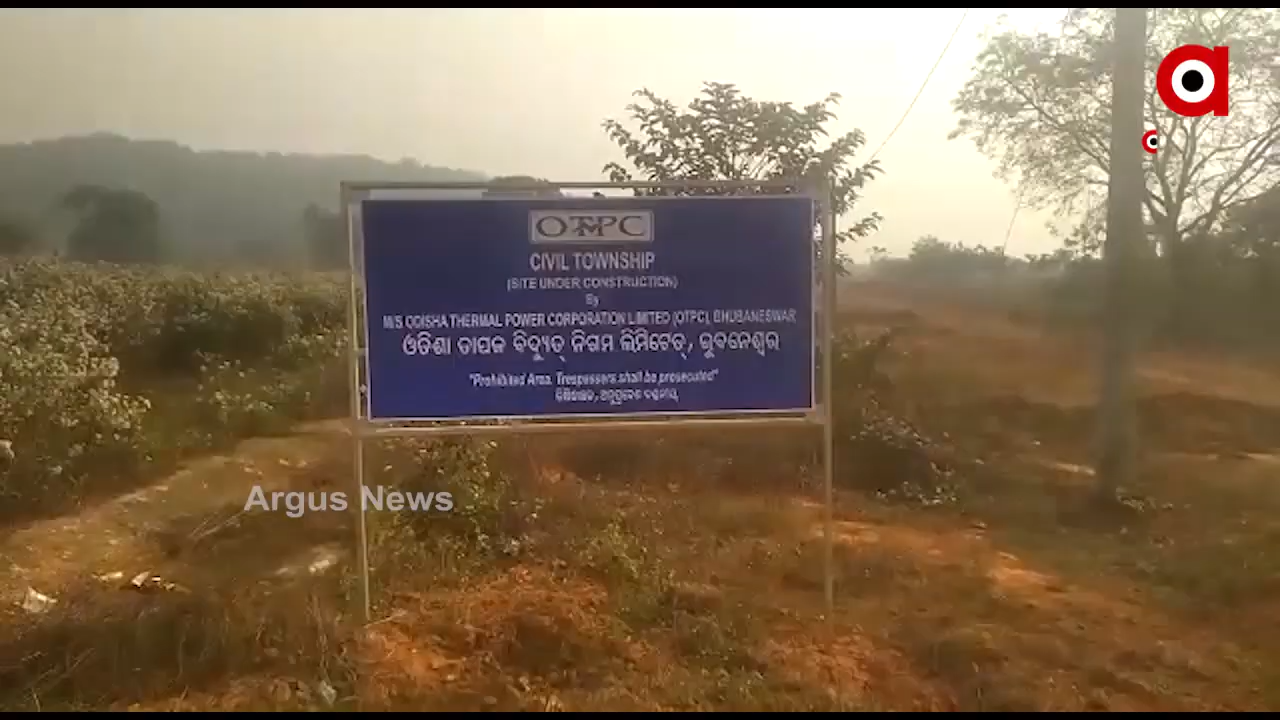 OTPC
CIVIL TOWNSHIP
(SITE UNDER CONSTRUCTION)
By
M/S ODISHA THERMAL POWER CORPORATION LIMITED (OTPC), BHUBANESWAR
ଓଡିଶା ତାପଜ ବିଦ୍ୟୁତ୍ ନିଗମ ଲିମିଟେଡ୍, ଭୁବନେଶ୍ୱର
"Prohibited Area. Trespassers shall be prosecuted"
Argus News